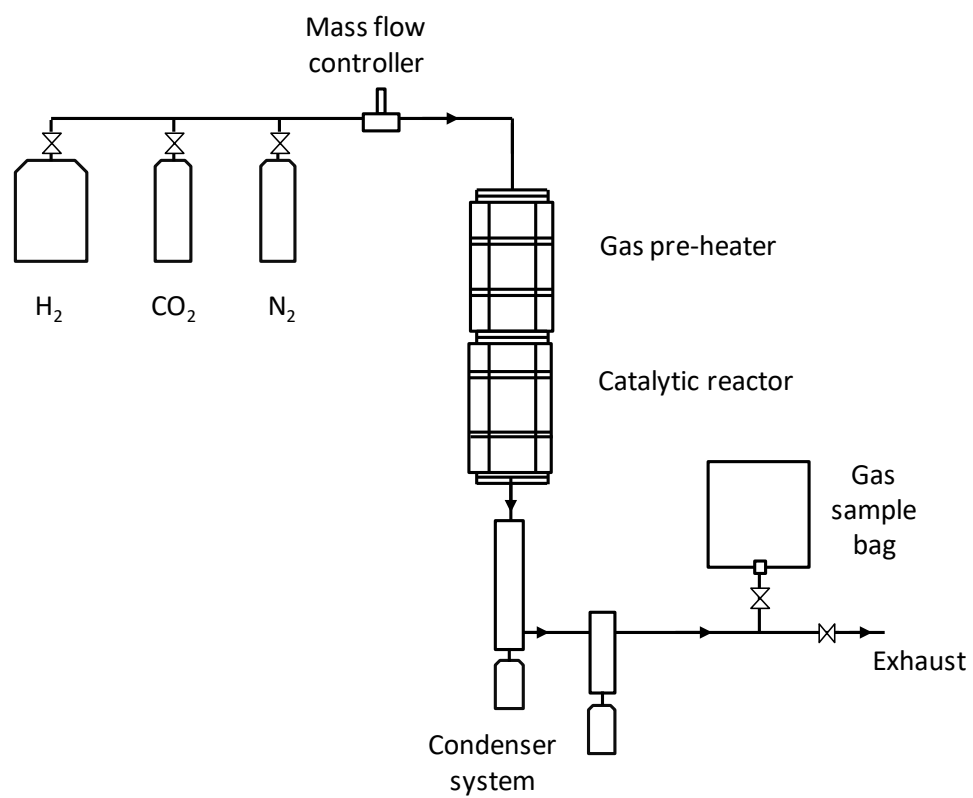 Mass flow
controller
H₂
CO₂
N₂
Gas pre-heater
Catalytic reactor
Gas
sample
bag
Exhaust
Condenser
system